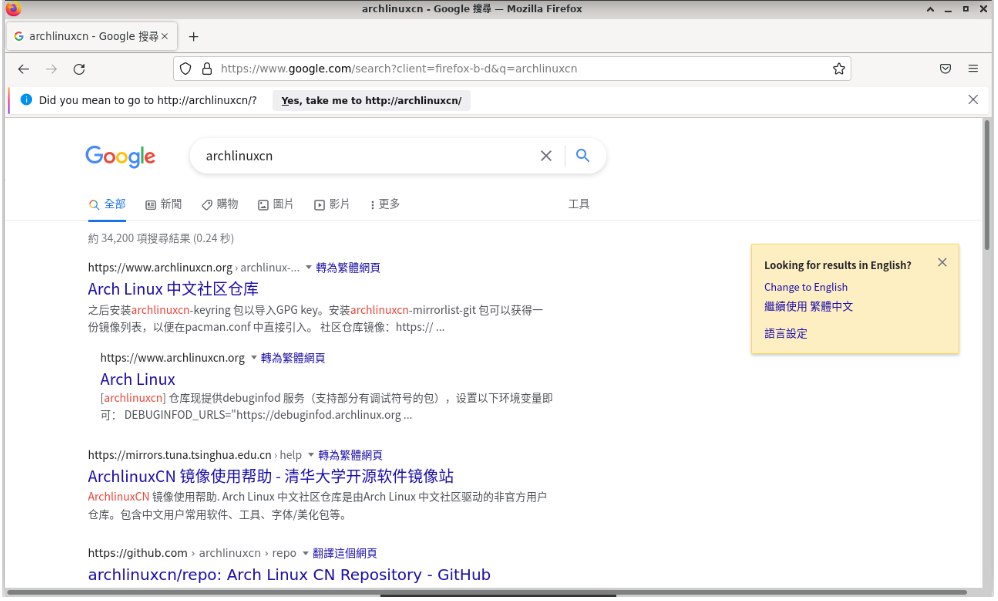 archlinuxcn - Google 搜尋 — Mozilla Firefox
archlinuxcn - Google 搜尋
https://www.google.com/search?client=firefox-b-d&q=archlinuxcn
Did you mean to go to http://archlinuxcn/? Yes, take me to http://archlinuxcn/
Google archlinuxcn
全部 新聞 購物 圖片 影片 更多 工具
約 34,200 項搜尋結果 (0.24 秒)
https://www.archlinuxcn.org › archlinux-... 轉為繁體網頁
Arch Linux 中文社区仓库
之后安装archlinuxcn-keyring 包以导入GPG key。安装archlinuxcn-mirrorlist-git 包可以获得一
份镜像列表，以便在pacman.conf 中直接引入。 社区仓库镜像：https:// ...
https://www.archlinuxcn.org 轉為繁體網頁
Arch Linux
[archlinuxcn] 仓库现提供debuginfod 服务（支持部分有调试符号的包），设置以下环境变量即
可： DEBUGINFOD_URLS="https://debuginfod.archlinux.org ...
https://mirrors.tuna.tsinghua.edu.cn › help 轉為繁體網頁
ArchlinuxCN 镜像使用帮助 - 清华大学开源软件镜像站
ArchlinuxCN 镜像使用帮助. Arch Linux 中文社区仓库是由Arch Linux 中文社区驱动的非官方用户
仓库。包含中文用户常用软件、工具、字体/美化包等。
https://github.com › archlinuxcn › repo 翻譯這個網頁
archlinuxcn/repo: Arch Linux CN Repository - GitHub
Looking for results in English?
Change to English
繼續使用 繁體中文
語言設定